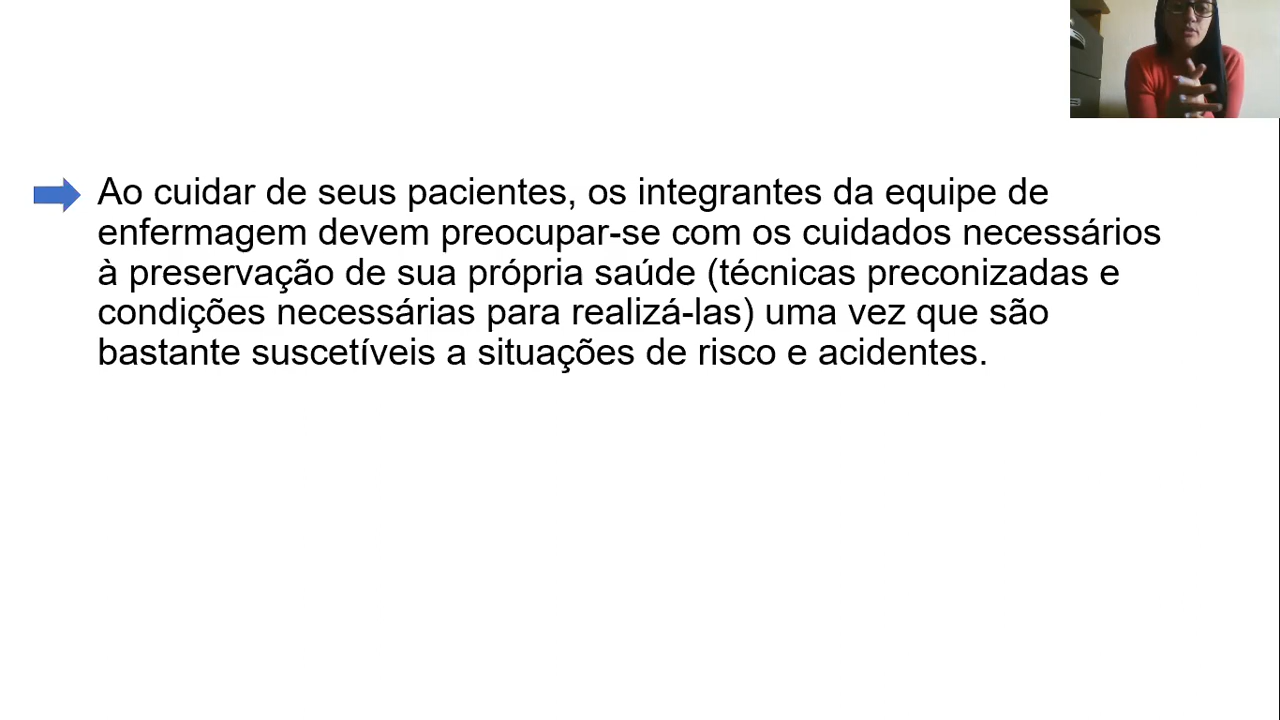 Ao cuidar de seus pacientes, os integrantes da equipe de
enfermagem devem preocupar-se com os cuidados necessários
à preservação de sua própria saúde (técnicas preconizadas e
condições necessárias para realizá-las) uma vez que são
bastante suscetíveis a situações de risco e acidentes.